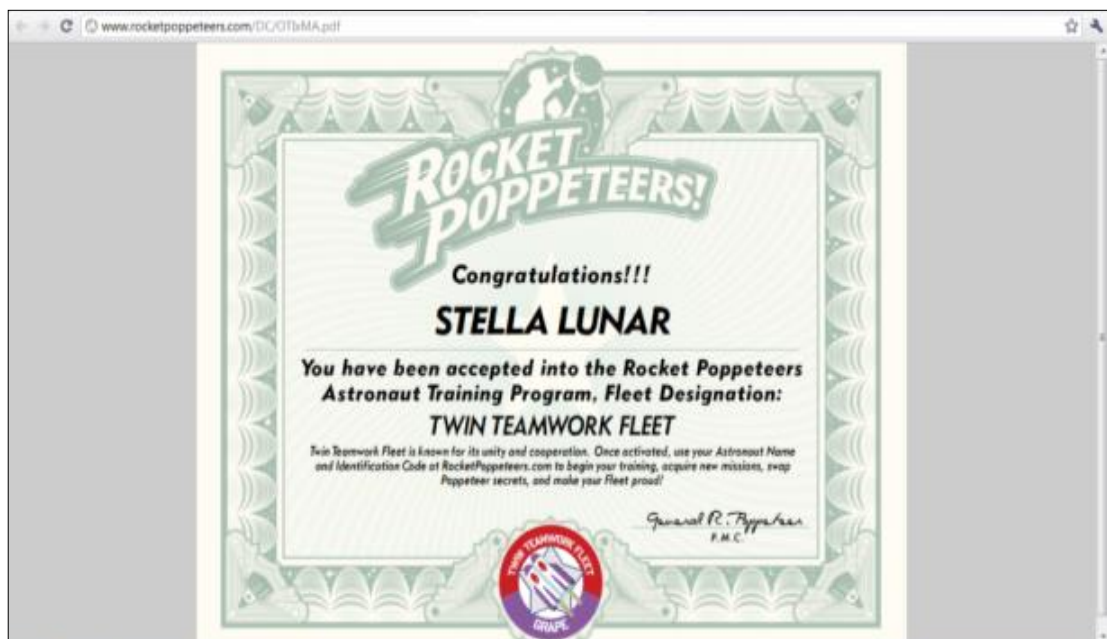 www.rocketpoppeteers.com/DC/
ROCKET
POPPETEERS!
Congratulations!!!
STELLA LUNAR
You have been accepted into the Rocket Poppeteers
Astronaut Training Program, Fleet Designation:
TWIN TEAMWORK FLEET
Twin Teamwork Fleet is known for its unity and cooperation. Once activated, use your Astronaut Name
and Identification Code at RocketPoppeteers.com to begin your training, acquire new missions, swap
Poppeteer secrets, and make your Fleet proud!
General R. Poppeteer
P.M.C.
TWIN TEAMWORK FLEET
GRAPE